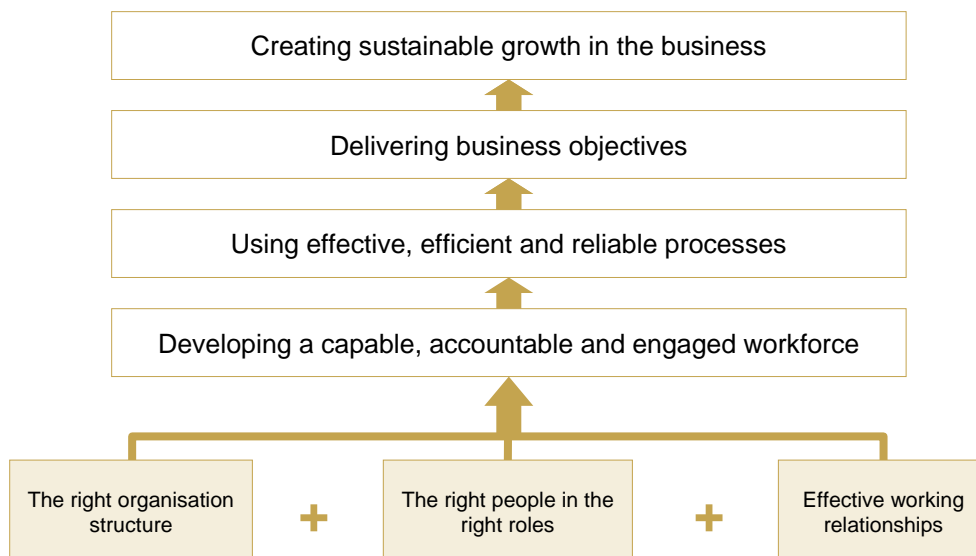 Creating sustainable growth in the business
Delivering business objectives
Using effective, efficient and reliable processes
Developing a capable, accountable and engaged workforce
The right organisation
structure
+
The right people in the
right roles
+
Effective working
relationships